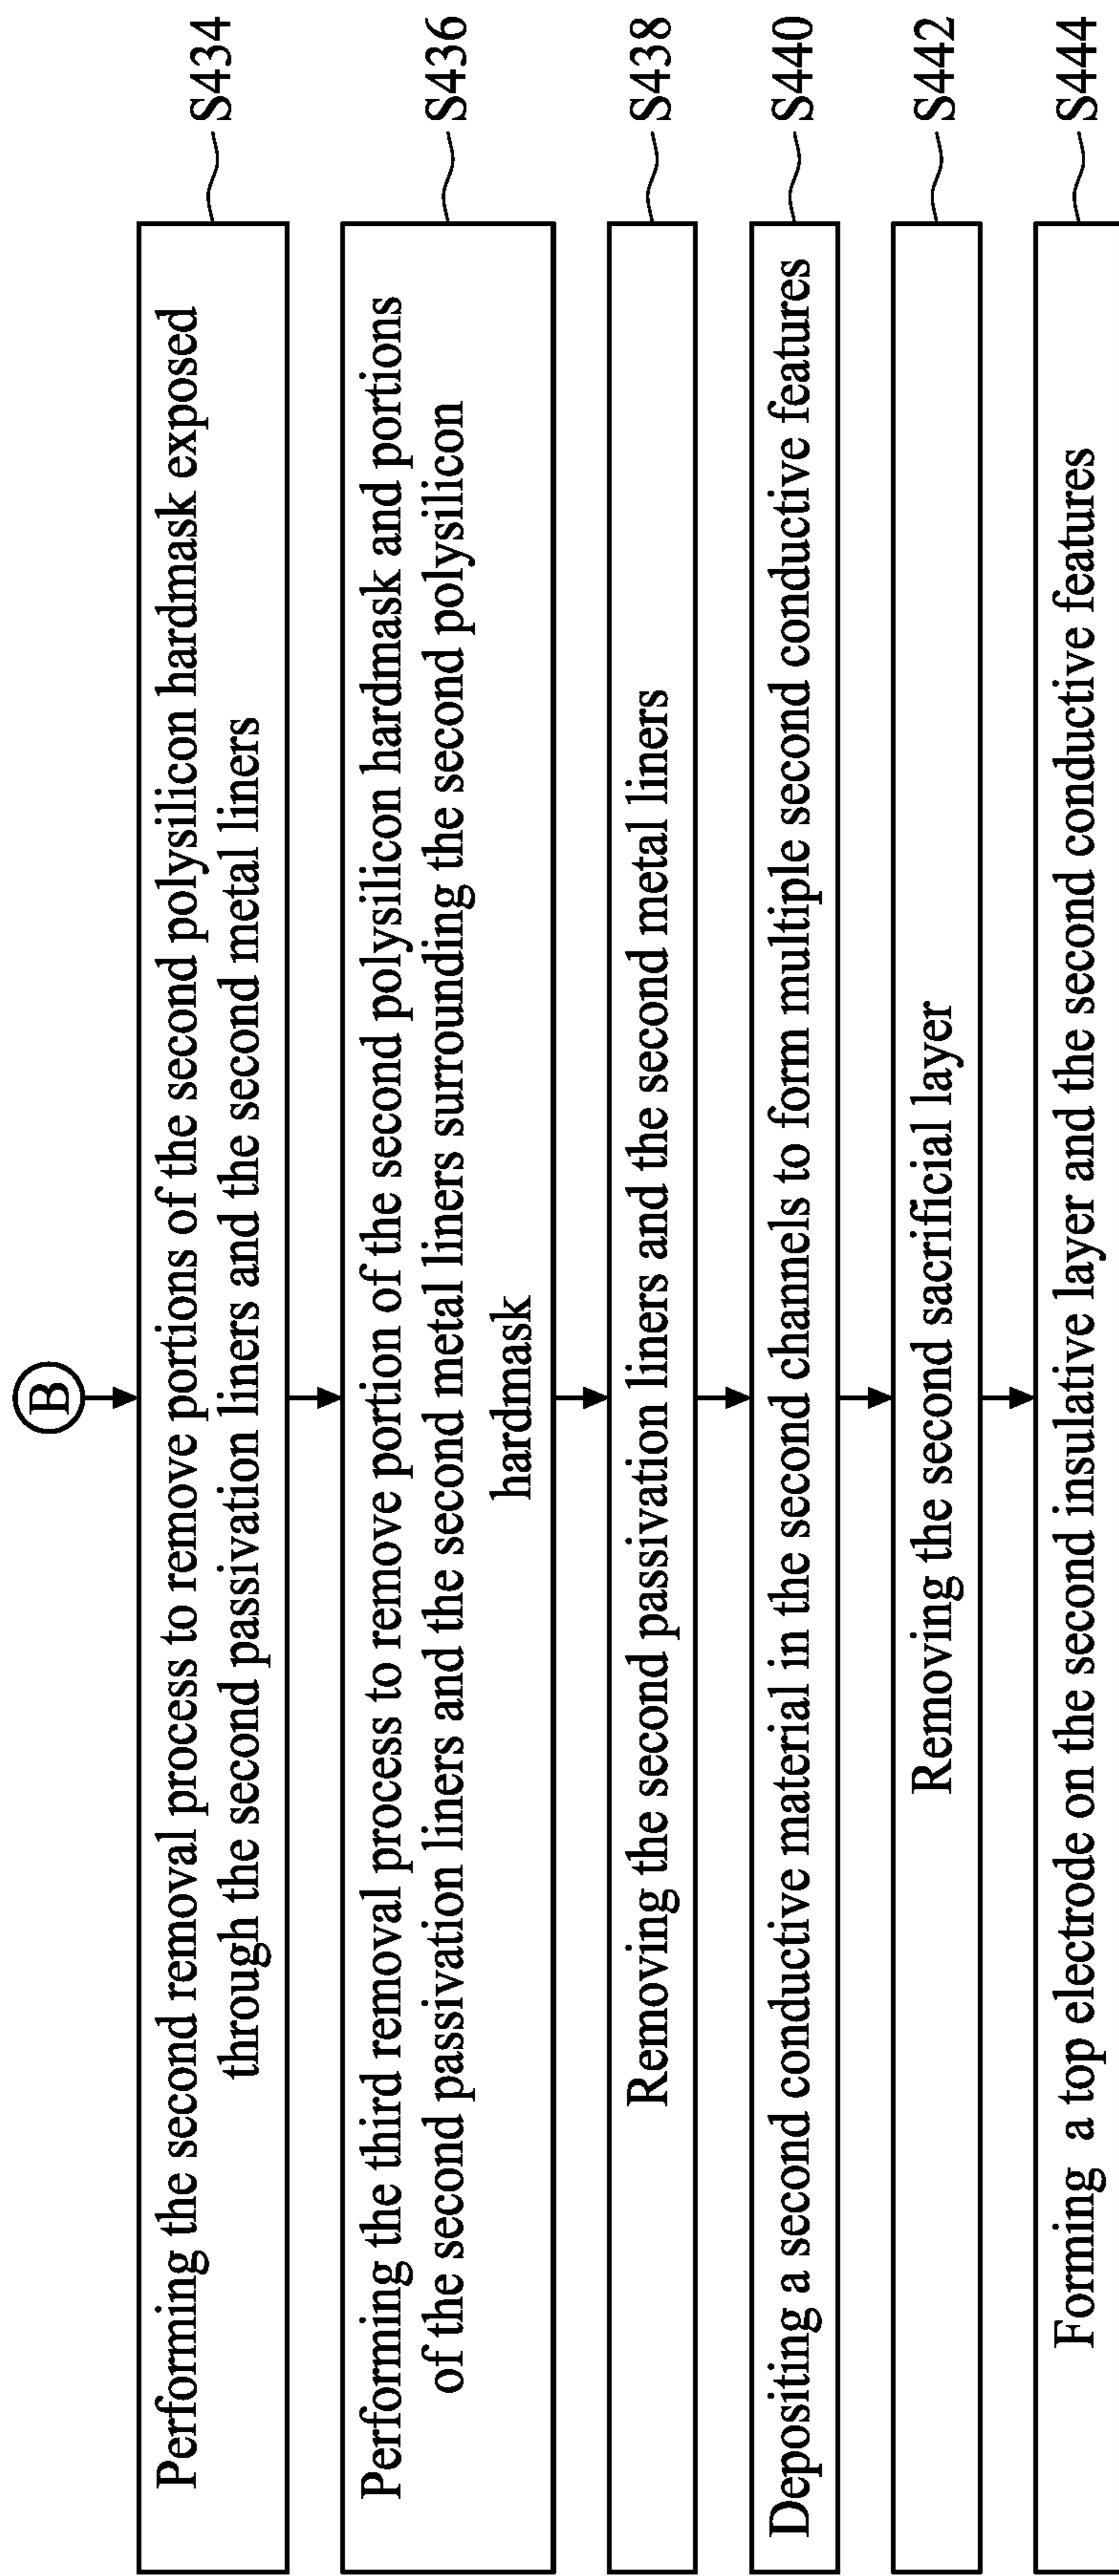 B
Performing the second removal process to remove portions of the second polysilicon hardmask exposed
through the second passivation liners and the second metal liners
S434
Performing the third removal process to remove portion of the second polysilicon hardmask and portions
of the second passivation liners and the second metal liners surrounding the second polysilicon
hardmask
S436
Removing the second passivation liners and the second metal liners
S438
Depositing a second conductive material in the second channels to form multiple second conductive features
S440
Removing the second sacrificial layer
S442
Forming a top electrode on the second insulative layer and the second conductive features
S444